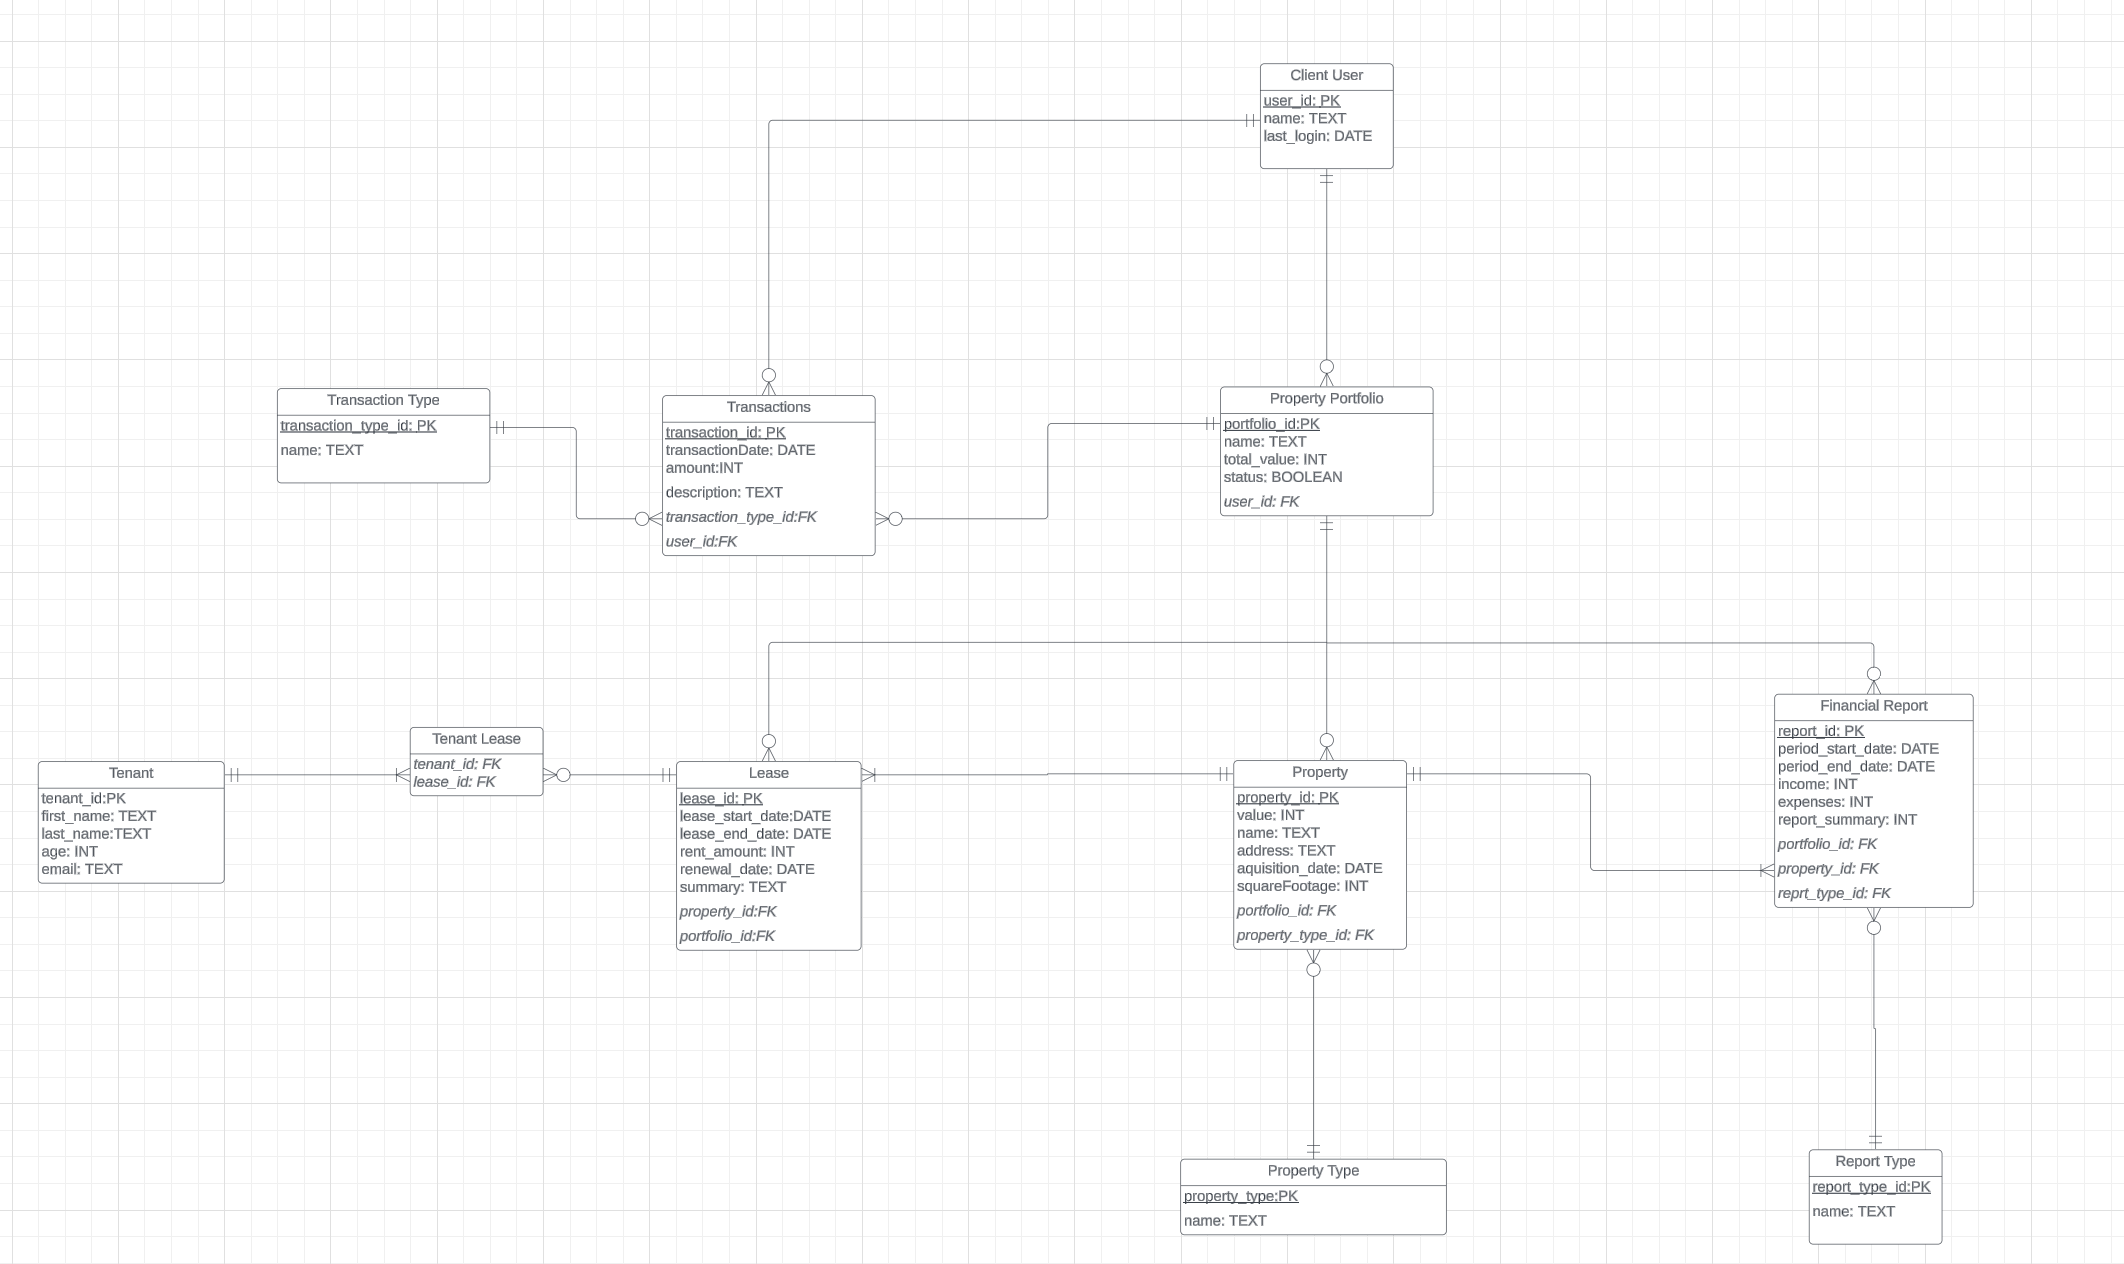 Client User
user_id: PK
name: TEXT
last_login: DATE
Transaction Type
transaction_type_id: PK
name: TEXT
Transactions
transaction_id: PK
transactionDate: DATE
amount:INT
description: TEXT
transaction_type_id:FK
user_id:FK
Property Portfolio
portfolio_id:PK
name: TEXT
total_value: INT
status: BOOLEAN
user_id: FK
Tenant
tenant_id:PK
first_name: TEXT
last_name:TEXT
age: INT
email: TEXT
Tenant Lease
tenant_id: FK
lease_id: FK
Lease
lease_id: PK
lease_start_date:DATE
lease_end_date: DATE
rent_amount: INT
renewal_date: DATE
summary: TEXT
property_id:FK
portfolio_id:FK
Property
property_id: PK
value: INT
name: TEXT
address: TEXT
aquisition_date: DATE
squareFootage: INT
portfolio_id: FK
property_type_id: FK
Financial Report
report_id: PK
period_start_date: DATE
period_end_date: DATE
income: INT
expenses: INT
report_summary: INT
portfolio_id: FK
property_id: FK
reprt_type_id: FK
Property Type
property_type:PK
name: TEXT
Report Type
report_type_id:PK
name: TEXT